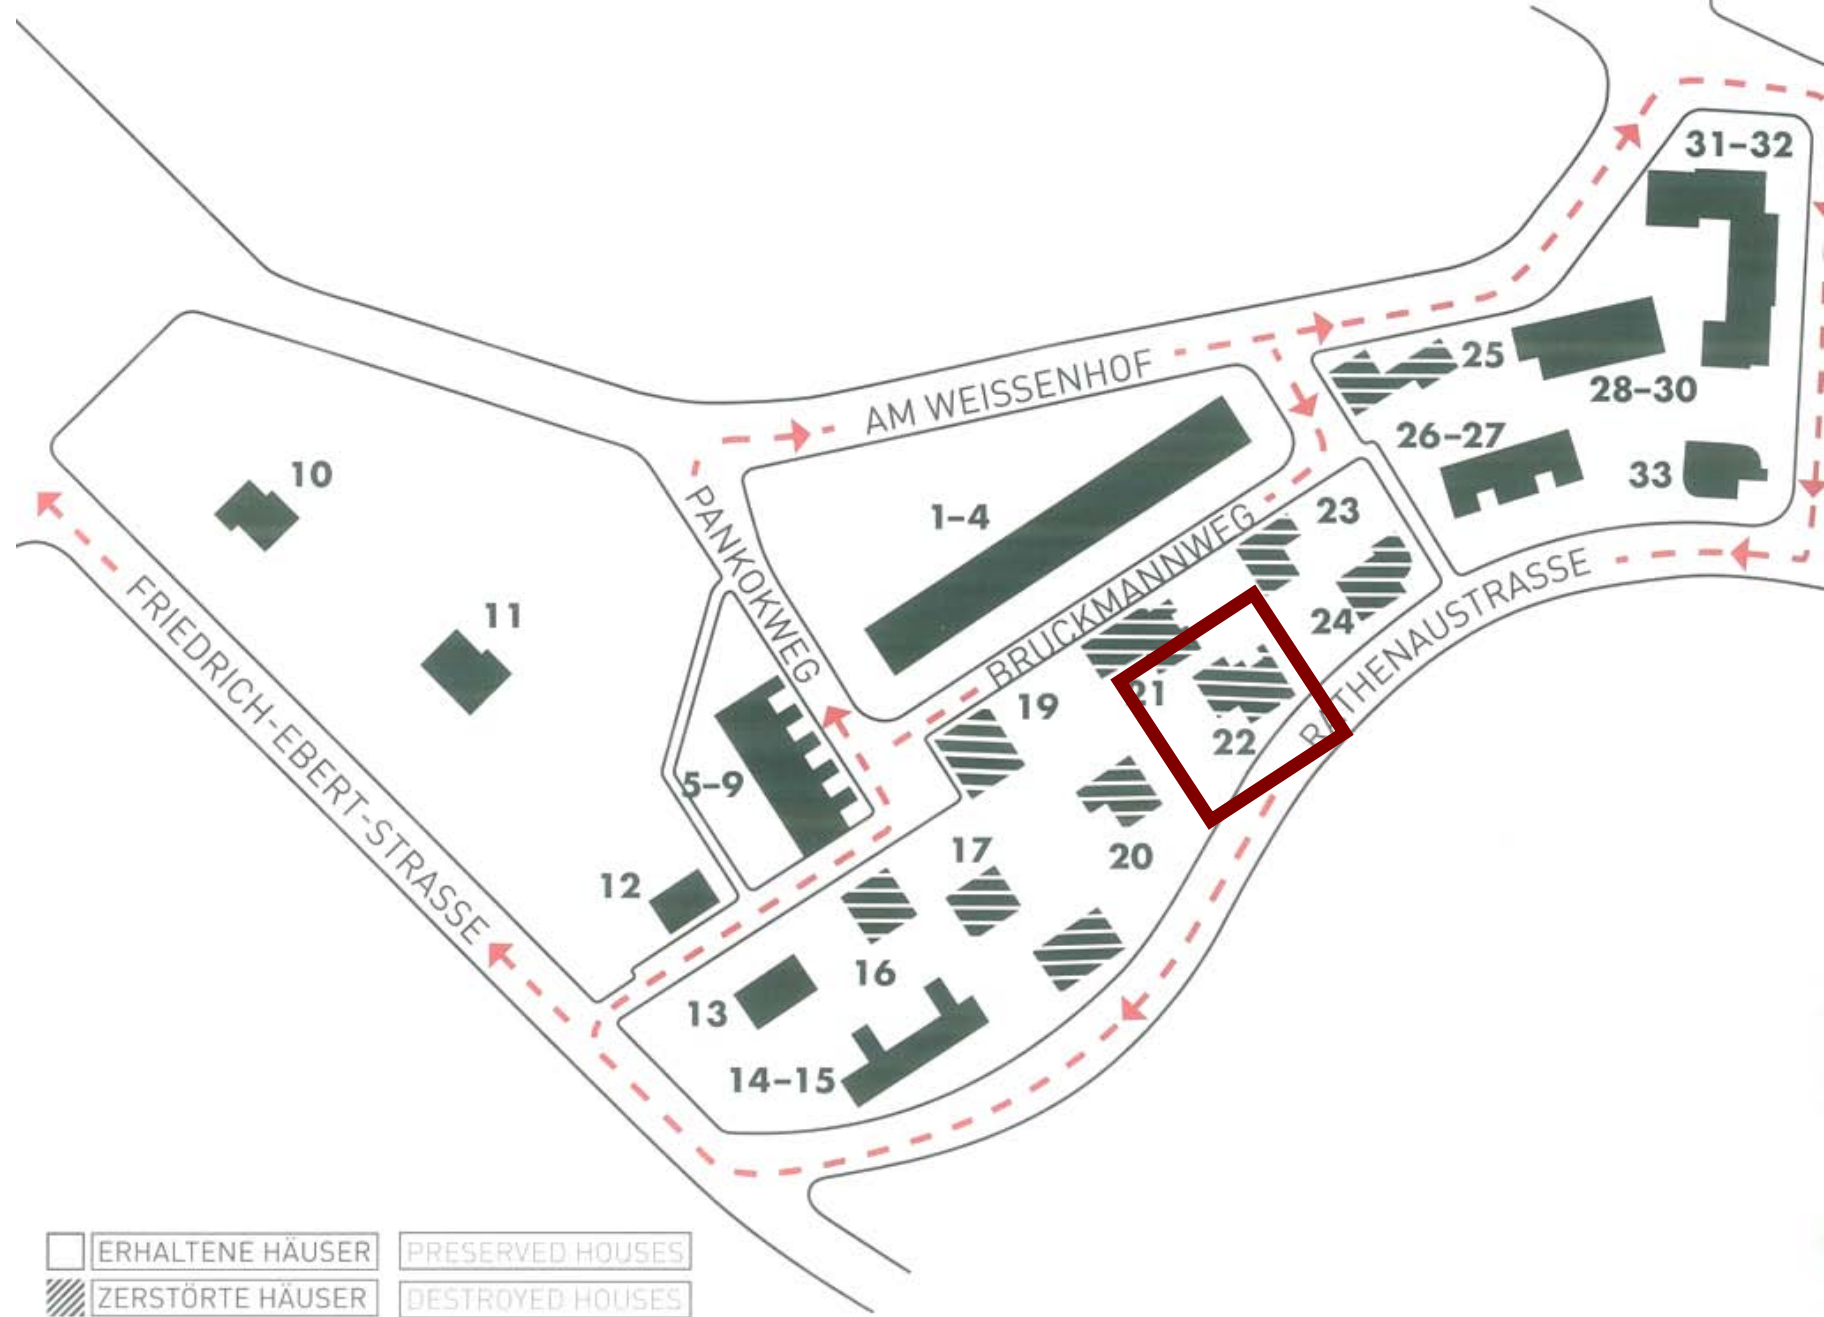 31-32
25
28-30
AM WEISSENHOF
26-27
33
10
1-4
23
PANKOKWEG
BRUCKMANNWEG
RATHENAUSTRASSE
FRIEDRICH-EBERT-STRASSE
11
24
21
19
22
5-9
17
20
12
16
13
14-15
ERHALTENE HÄUSER PRESERVED HOUSES
ZERSTÖRTE HÄUSER DESTROYED HOUSES